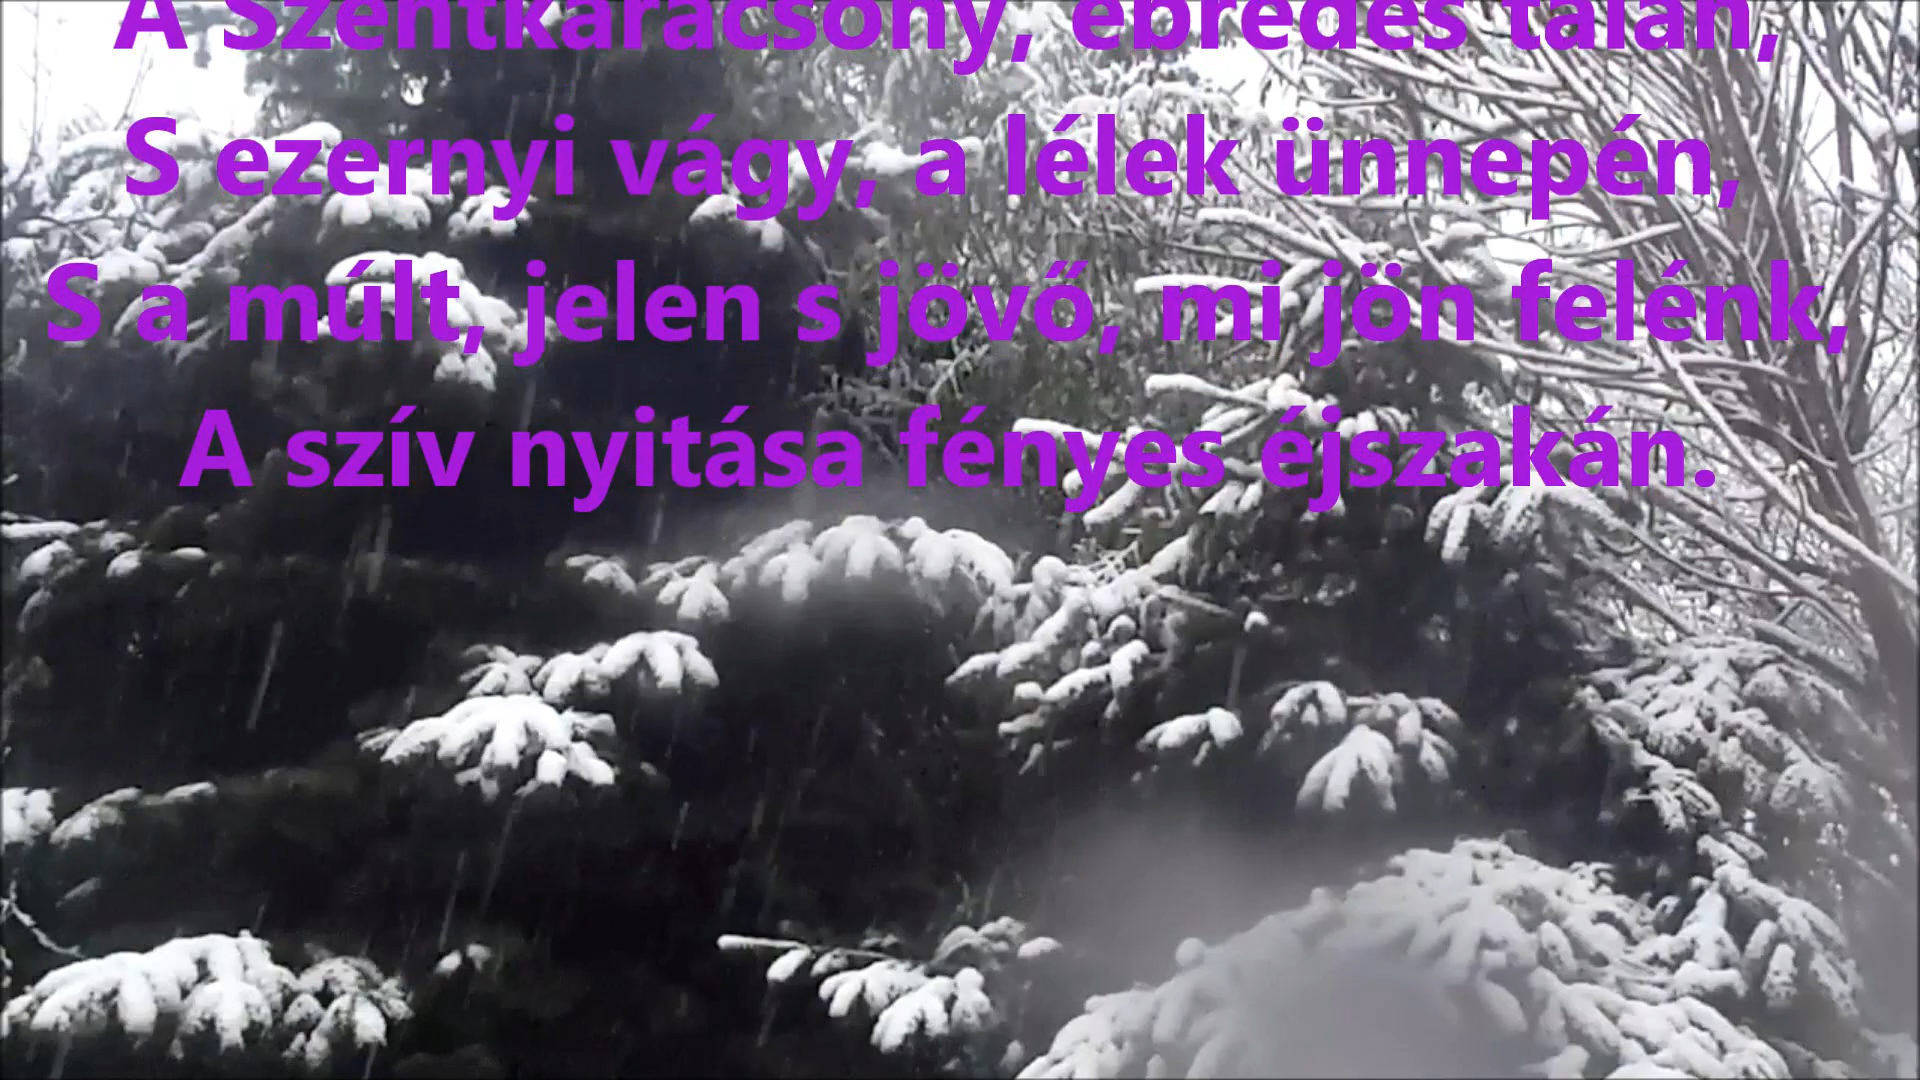 A Szentkarácsony, ébredés talán,
S ezernyi vágy, a lélek ünnepén,
S a múlt, jelen s jövő, mi jön felénk,
A szív nyitása fényes éjszakán.